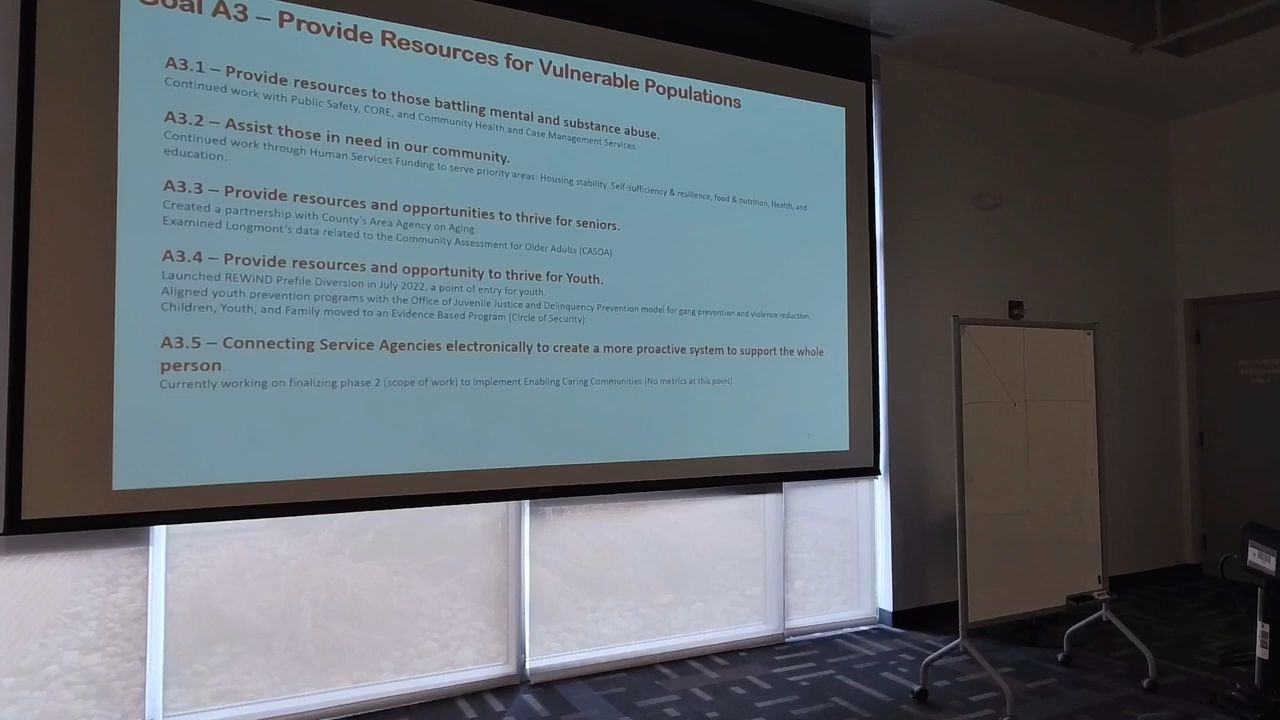 Goal A3 – Provide Resources for Vulnerable Populations
A3.1 – Provide resources to those battling mental and substance abuse.
Continued work with Public Safety, CORE, and Community Health and Case Management Services
A3.2 – Assist those in need in our community.
Continued work through Human Services Funding to serve priority areas: Housing stability, Self-sufficiency & resilience, food & nutrition, Health, and
education.
A3.3 – Provide resources and opportunities to thrive for seniors.
Created a partnership with County's Area Agency on Aging.
Examined Longmont's data related to the Community Assessment for Older Adults (CASOA)
A3.4 – Provide resources and opportunity to thrive for Youth.
Launched REWiND Prefile Diversion in July 2022, a point of entry for youth
Aligned youth prevention programs with the Office of Juvenile Justice and Delinquency Prevention model for gang prevention and violence reduction.
Children, Youth, and Family moved to an Evidence Based Program (Circle of Security).
A3.5 – Connecting Service Agencies electronically to create a more proactive system to support the whole
person.
Currently working on finalizing phase 2 (scope of work) to implement Enabling Caring Communities (No metrics at this point)
7